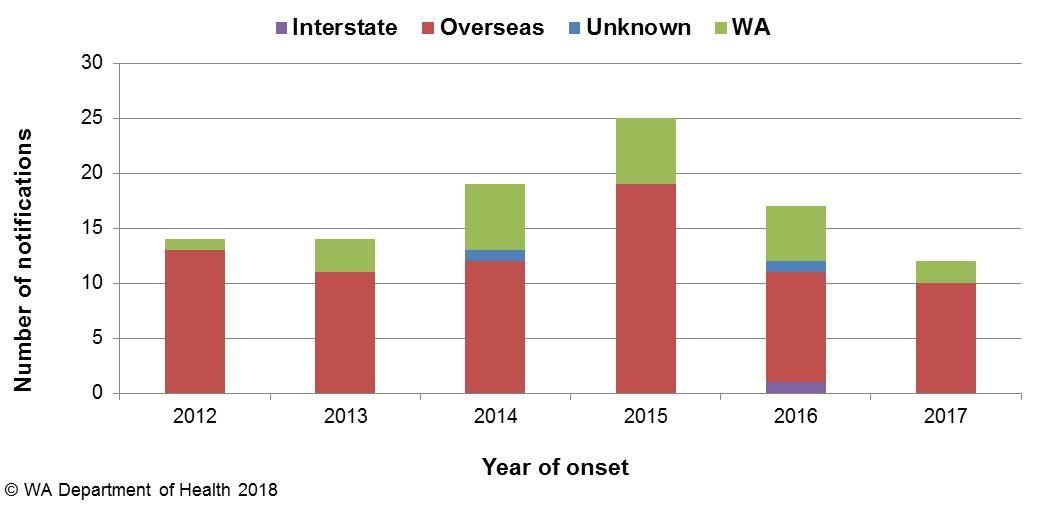 Interstate Overseas Unknown WA
30
25
20
15
10
5
0
Number of notifications
2012 2013 2014 2015 2016 2017
Year of onset
© WA Department of Health 2018